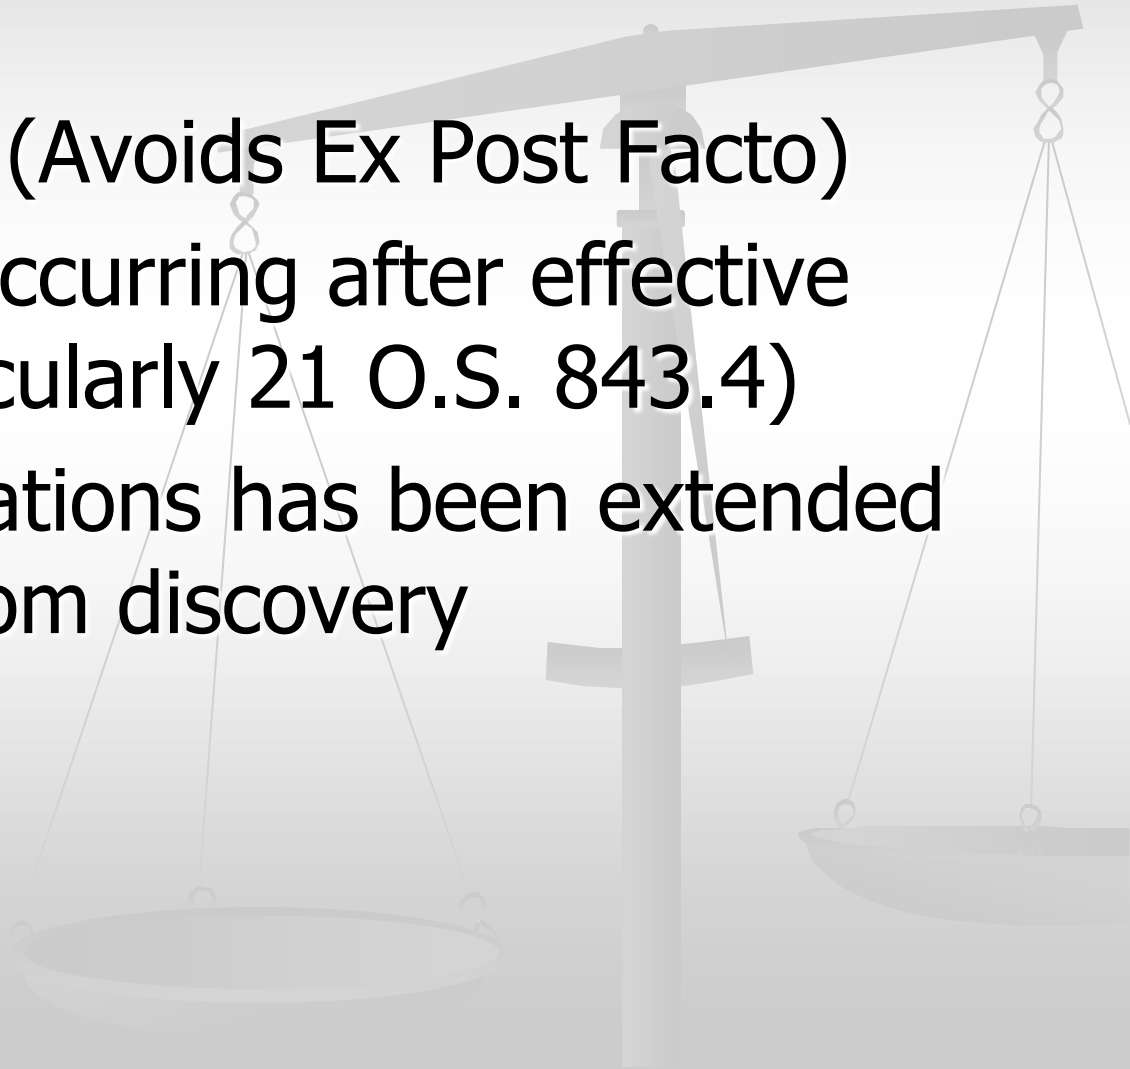 (Avoids Ex Post Facto)
ccurring after effective
cularly 21 O.S. 843.4)
ations has been extended
om discovery